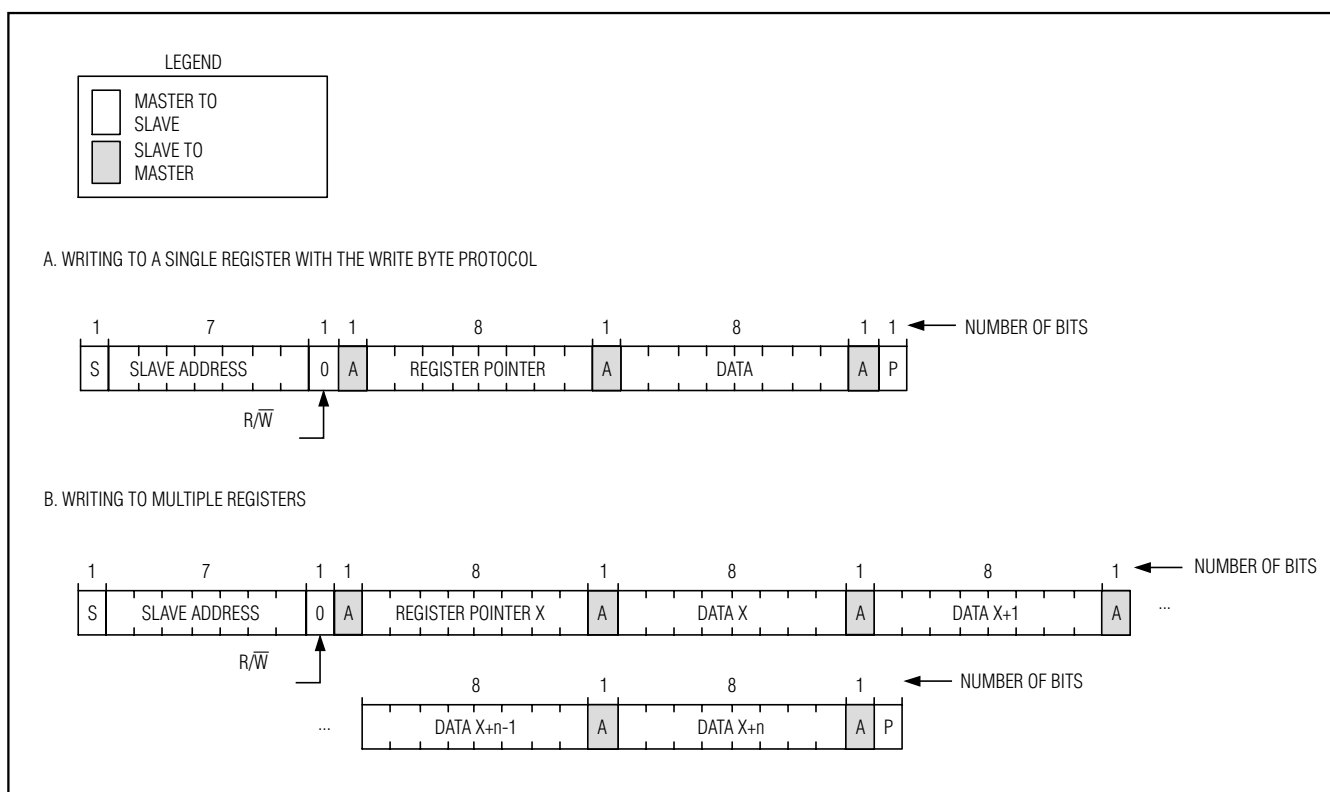 LEGEND
MASTER TO
SLAVE
SLAVE TO
MASTER
A. WRITING TO A SINGLE REGISTER WITH THE WRITE BYTE PROTOCOL
1 7 1 1 8 1 8 1 1 NUMBER OF BITS
S SLAVE ADDRESS 0 A REGISTER POINTER A DATA A P
R/W̅
B. WRITING TO MULTIPLE REGISTERS
1 7 1 1 8 1 8 1 8 1 NUMBER OF BITS
S SLAVE ADDRESS 0 A REGISTER POINTER X A DATA X A DATA X+1 A ...
R/W̅
8 1 8 1 NUMBER OF BITS
... DATA X+n-1 A DATA X+n A P